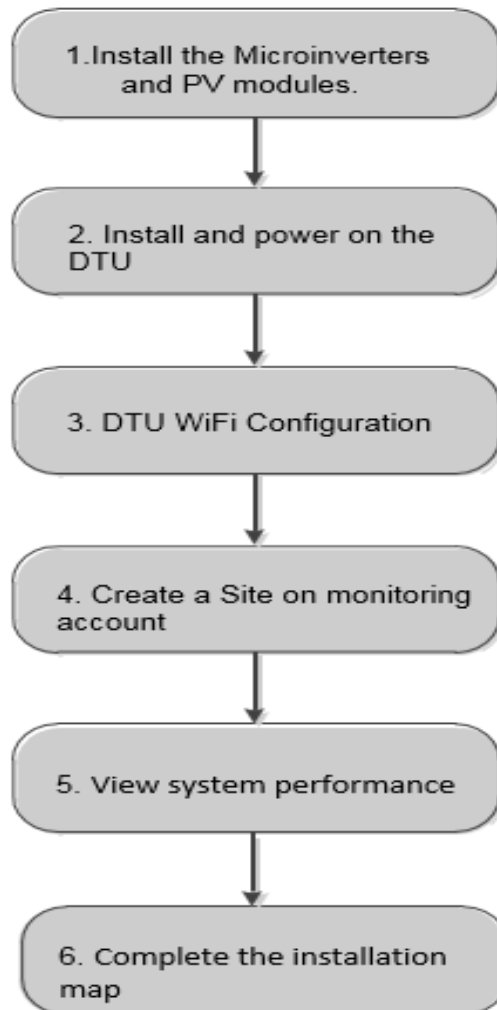 1.Install the Microinverters
and PV modules.
2. Install and power on the
DTU
3. DTU WiFi Configuration
4. Create a Site on monitoring
account
5. View system performance
6. Complete the installation
map